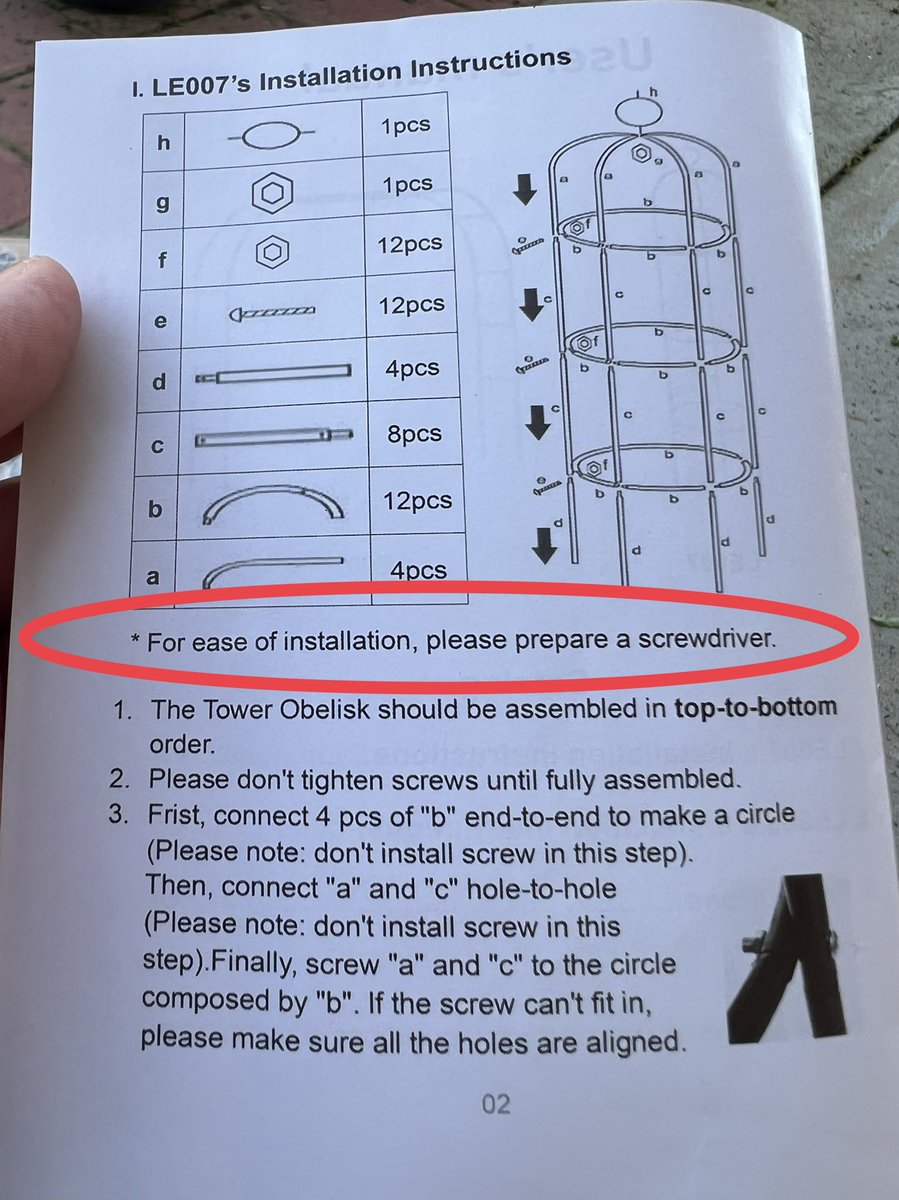 I. LE007's Installation Instructions
h 1pcs
g 1pcs
f 12pcs
e 12pcs
d 4pcs
c 8pcs
b 12pcs
a 4pcs
h
g
a a a a
b
f
b b b
c c c c
b
f
b b b
c c c c
b
f
b b b
d d d d
* For ease of installation, please prepare a screwdriver.
1. The Tower Obelisk should be assembled in top-to-bottom
order.
2. Please don't tighten screws until fully assembled.
3. Frist, connect 4 pcs of "b" end-to-end to make a circle
(Please note: don't install screw in this step).
Then, connect "a" and "c" hole-to-hole
(Please note: don't install screw in this
step).Finally, screw "a" and "c" to the circle
composed by "b". If the screw can't fit in,
please make sure all the holes are aligned.
02